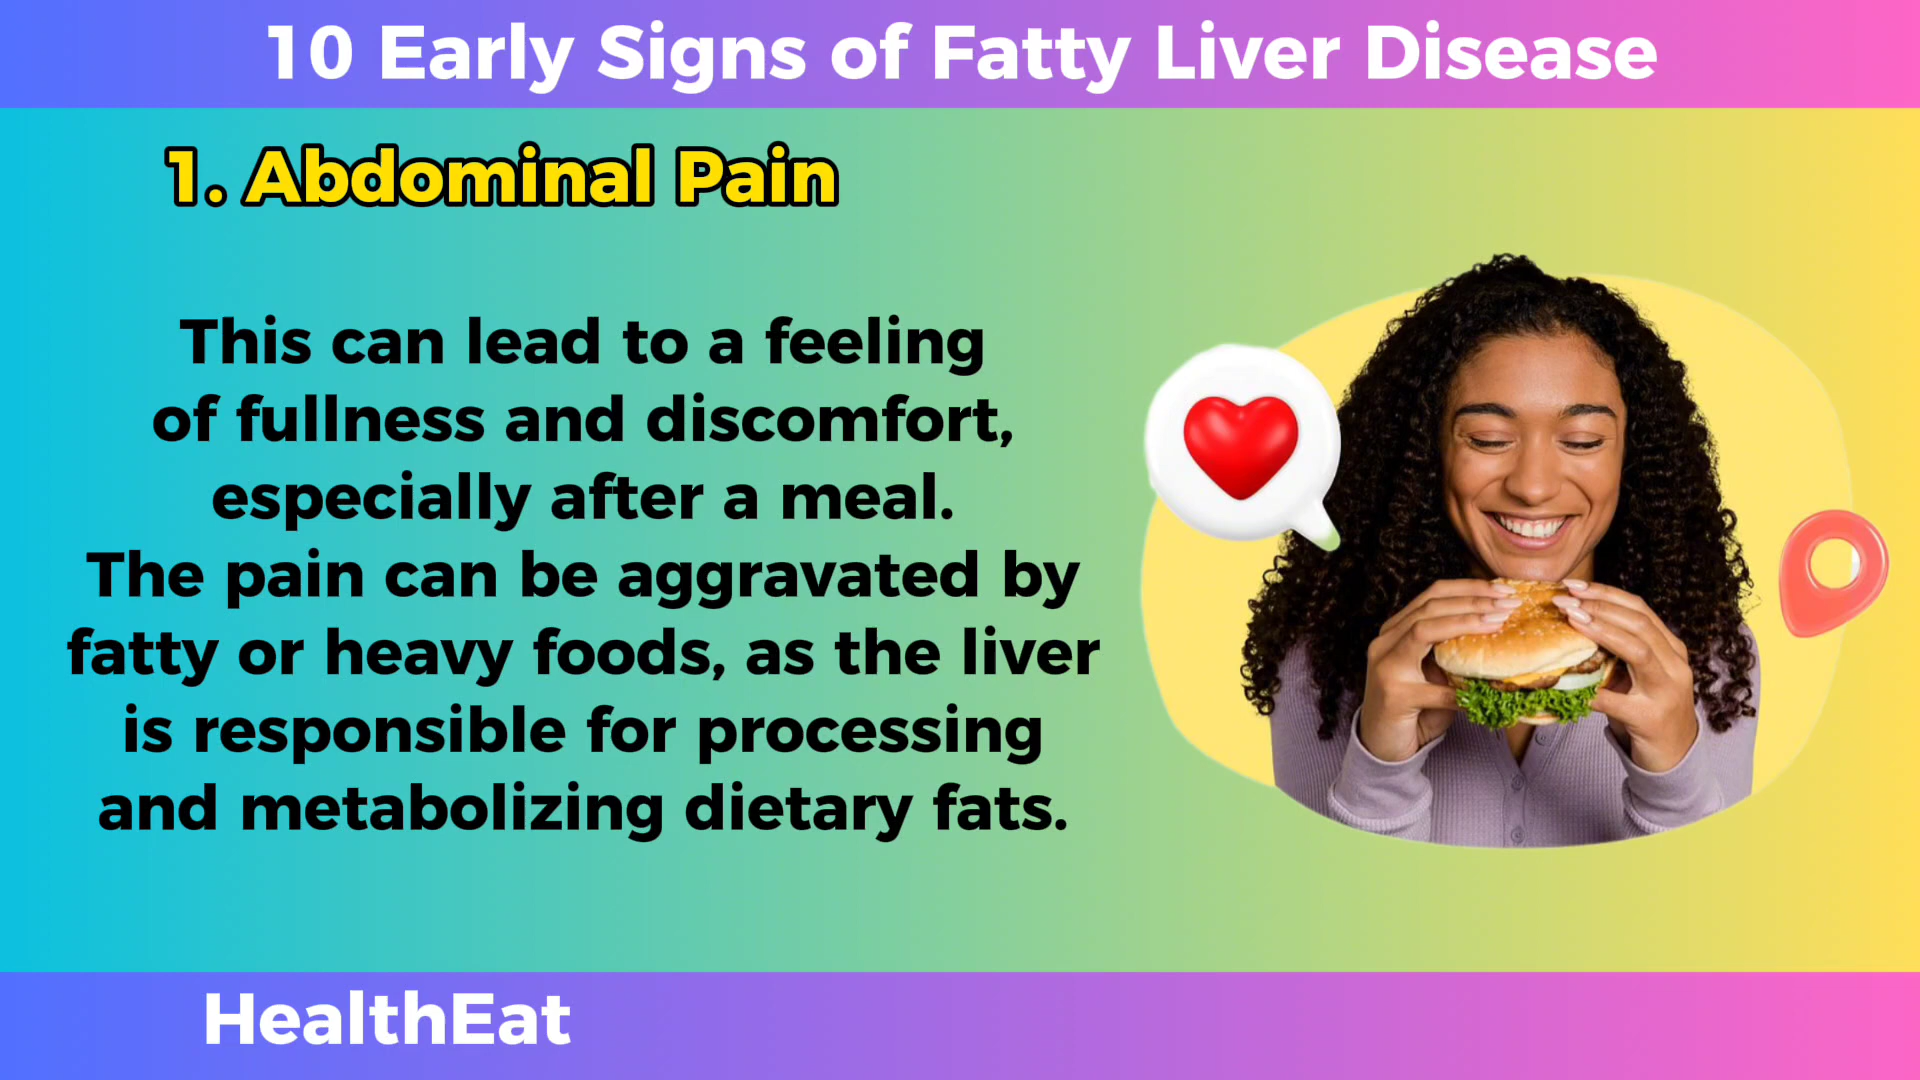 10 Early Signs of Fatty Liver Disease
1. Abdominal Pain
This can lead to a feeling
of fullness and discomfort,
especially after a meal.
The pain can be aggravated by
fatty or heavy foods, as the liver
is responsible for processing
and metabolizing dietary fats.
HealthEat